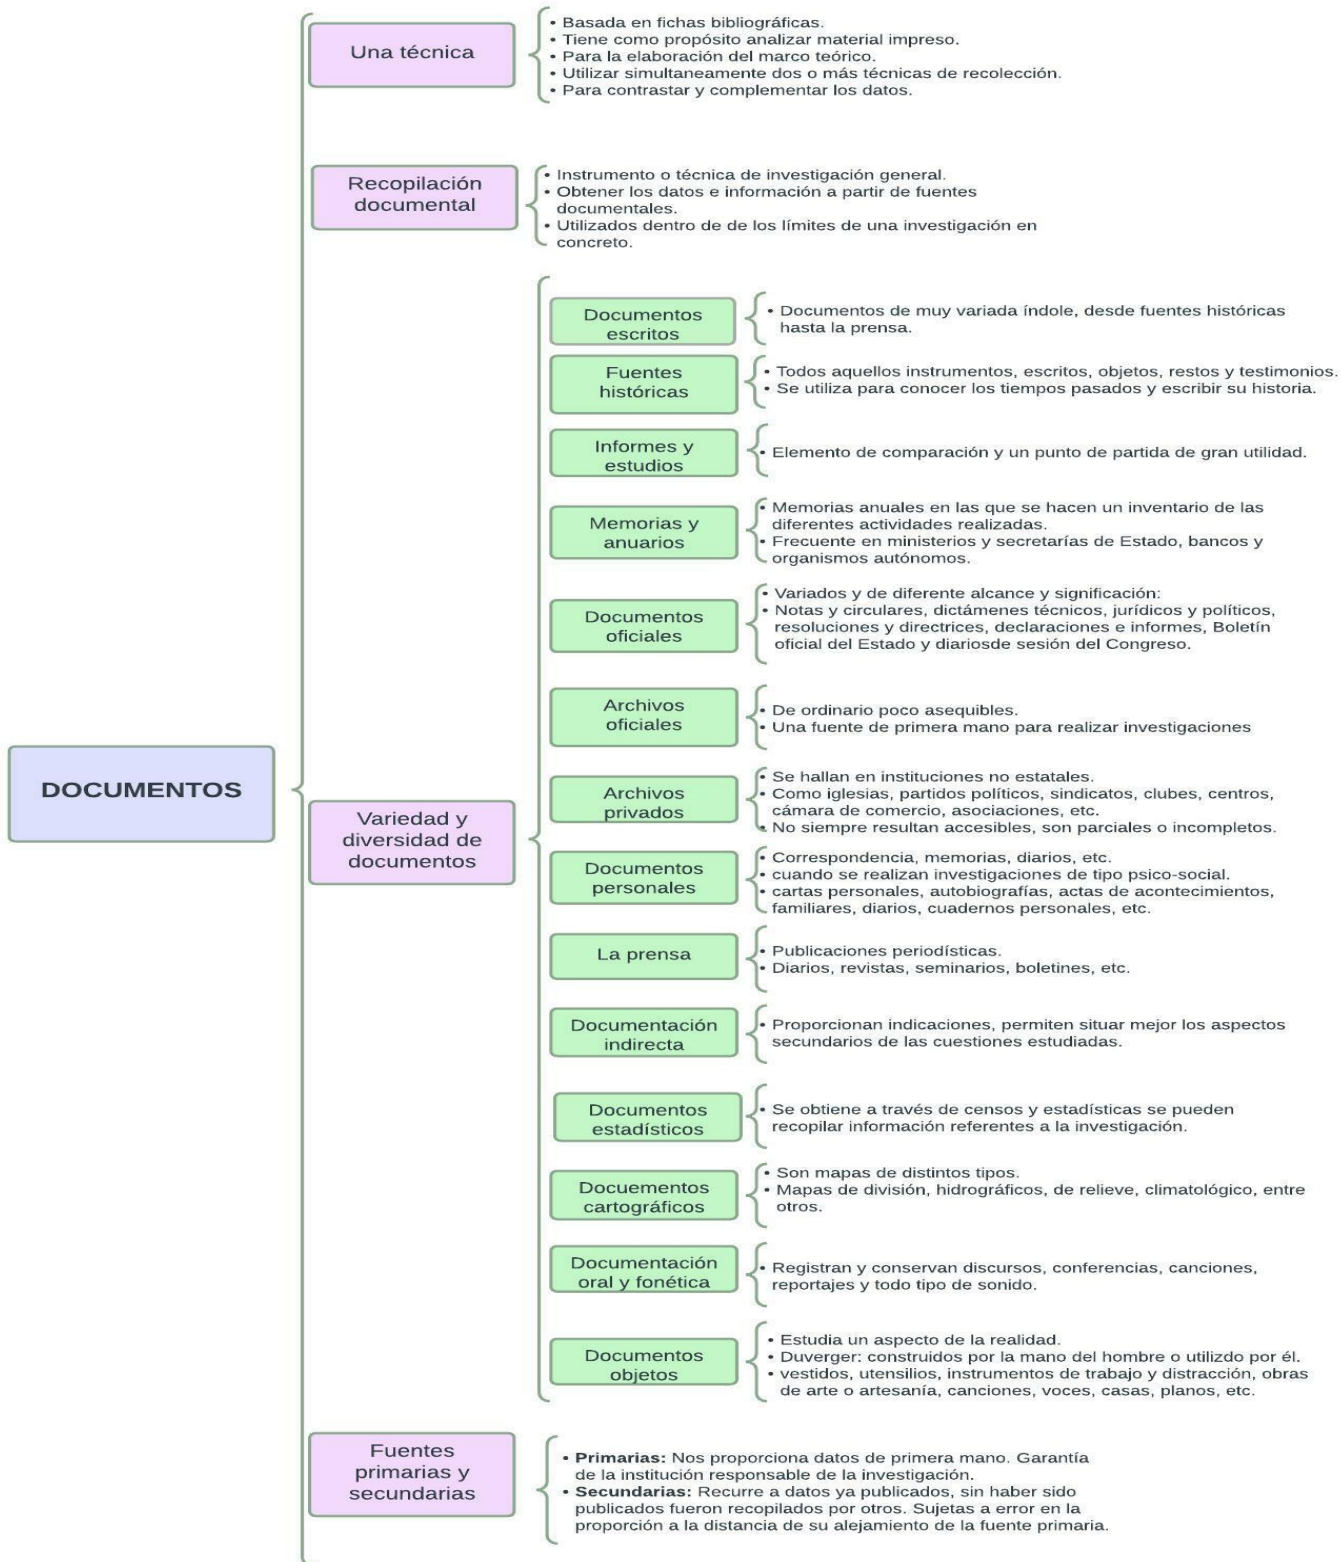 Una técnica
• Basada en fichas bibliográficas.
• Tiene como propósito analizar material impreso.
• Para la elaboración del marco teórico.
• Utilizar simultaneamente dos o más técnicas de recolección.
• Para contrastar y complementar los datos.
Recopilación
documental
• Instrumento o técnica de investigación general.
• Obtener los datos e información a partir de fuentes
documentales.
• Utilizados dentro de de los límites de una investigación en
concreto.
DOCUMENTOS
Variedad y
diversidad de
documentos
Documentos
escritos
• Documentos de muy variada índole, desde fuentes históricas
hasta la prensa.
Fuentes
históricas
• Todos aquellos instrumentos, escritos, objetos, restos y testimonios.
• Se utiliza para conocer los tiempos pasados y escribir su historia.
Informes y
estudios
• Elemento de comparación y un punto de partida de gran utilidad.
Memorias y
anuarios
• Memorias anuales en las que se hacen un inventario de las
diferentes actividades realizadas.
• Frecuente en ministerios y secretarías de Estado, bancos y
organismos autónomos.
Documentos
oficiales
• Variados y de diferente alcance y significación:
• Notas y circulares, dictámenes técnicos, jurídicos y políticos,
resoluciones y directrices, declaraciones e informes, Boletín
oficial del Estado y diariosde sesión del Congreso.
Archivos
oficiales
• De ordinario poco asequibles.
• Una fuente de primera mano para realizar investigaciones
Archivos
privados
• Se hallan en instituciones no estatales.
• Como iglesias, partidos políticos, sindicatos, clubes, centros,
cámara de comercio, asociaciones, etc.
• No siempre resultan accesibles, son parciales o incompletos.
Documentos
personales
• Correspondencia, memorias, diarios, etc.
• cuando se realizan investigaciones de tipo psico-social.
• cartas personales, autobiografías, actas de acontecimientos,
familiares, diarios, cuadernos personales, etc.
La prensa
• Publicaciones periodísticas.
• Diarios, revistas, seminarios, boletines, etc.
Documentación
indirecta
• Proporcionan indicaciones, permiten situar mejor los aspectos
secundarios de las cuestiones estudiadas.
Documentos
estadísticos
• Se obtiene a través de censos y estadísticas se pueden
recopilar información referentes a la investigación.
Docuementos
cartográficos
• Son mapas de distintos tipos.
• Mapas de división, hidrográficos, de relieve, climatológico, entre
otros.
Documentación
oral y fonética
• Registran y conservan discursos, conferencias, canciones,
reportajes y todo tipo de sonido.
Documentos
objetos
• Estudia un aspecto de la realidad.
• Duverger: construidos por la mano del hombre o utilizdo por él.
• vestidos, utensilios, instrumentos de trabajo y distracción, obras
de arte o artesanía, canciones, voces, casas, planos, etc.
Fuentes
primarias y
secundarias
• Primarias: Nos proporciona datos de primera mano. Garantía
de la institución responsable de la investigación.
• Secundarias: Recurre a datos ya publicados, sin haber sido
publicados fueron recopilados por otros. Sujetas a error en la
proporción a la distancia de su alejamiento de la fuente primaria.